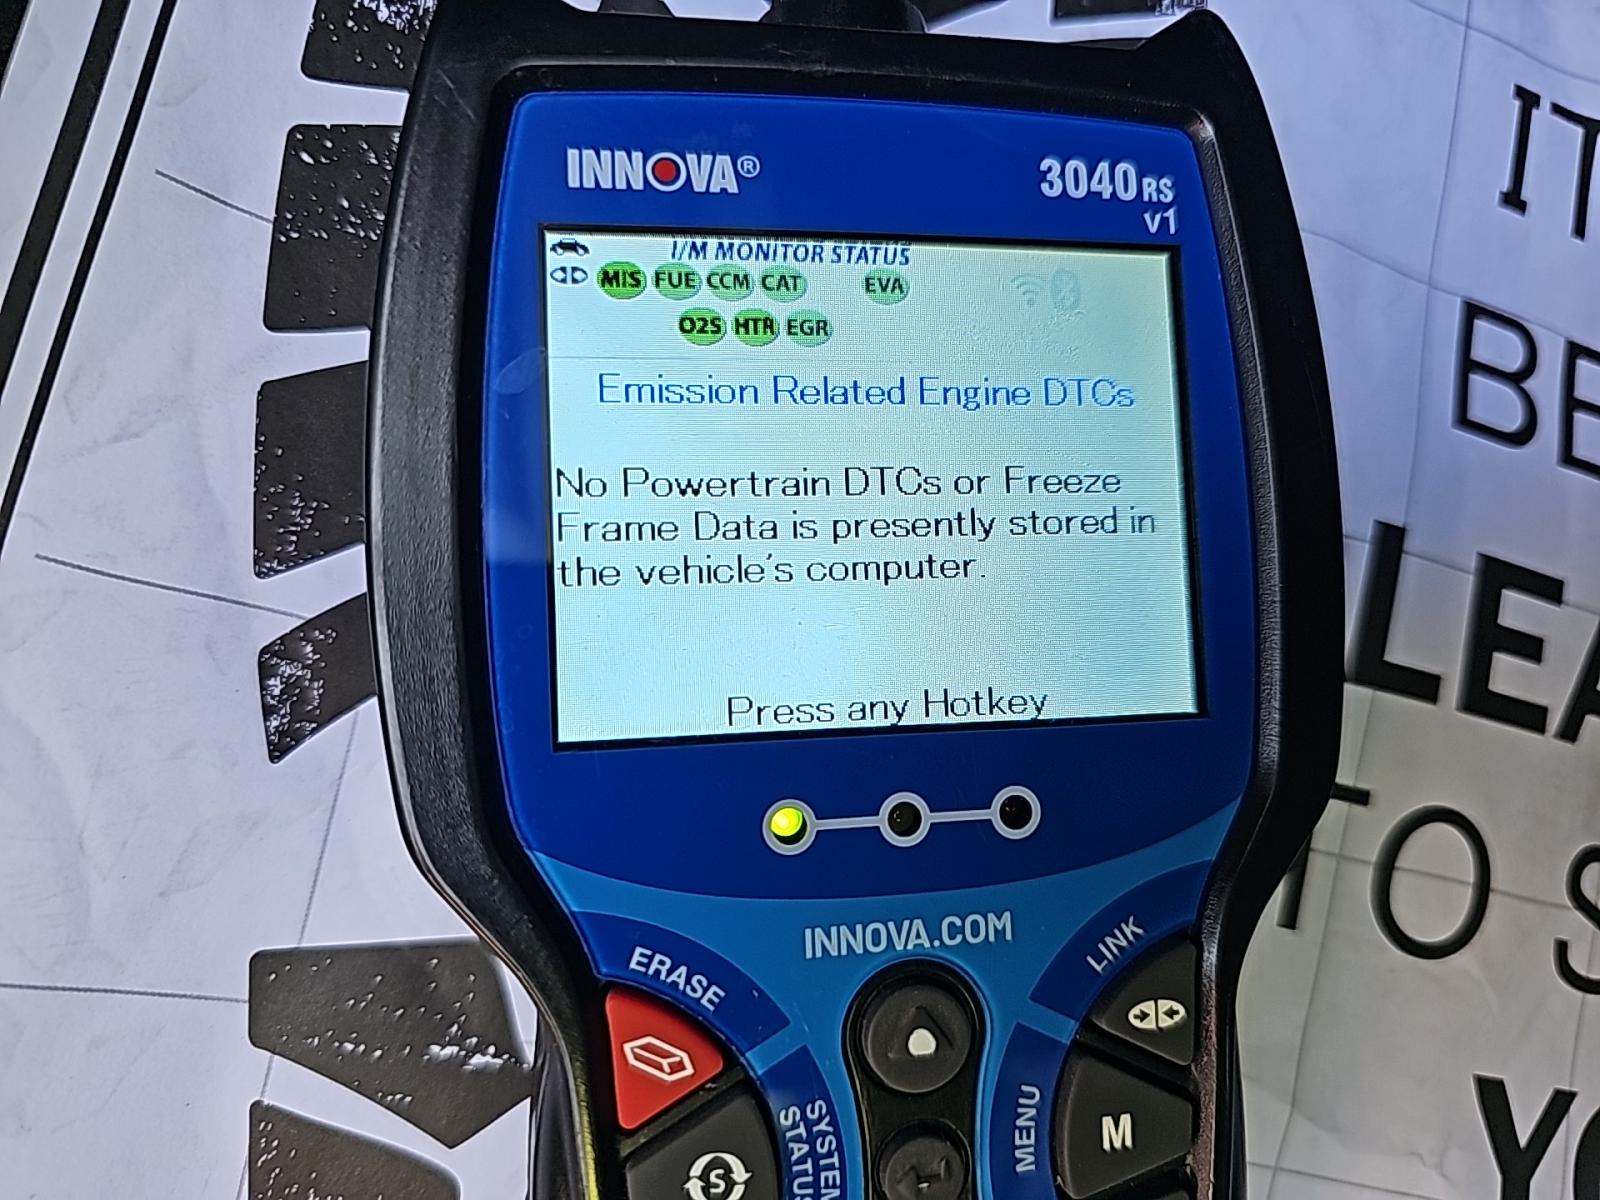 INNOVA®
3040RS
v1
I/M MONITOR STATUS
MIS FUE CCM CAT EVA
O2S HTR EGR
Emission Related Engine DTCs
No Powertrain DTCs or Freeze
Frame Data is presently stored in
the vehicle's computer.
Press any Hotkey
INNOVA.COM
ERASE
LINK
SYSTEM
STATUS
MENU
M
S
IT
BE
LEA
TO S
YO